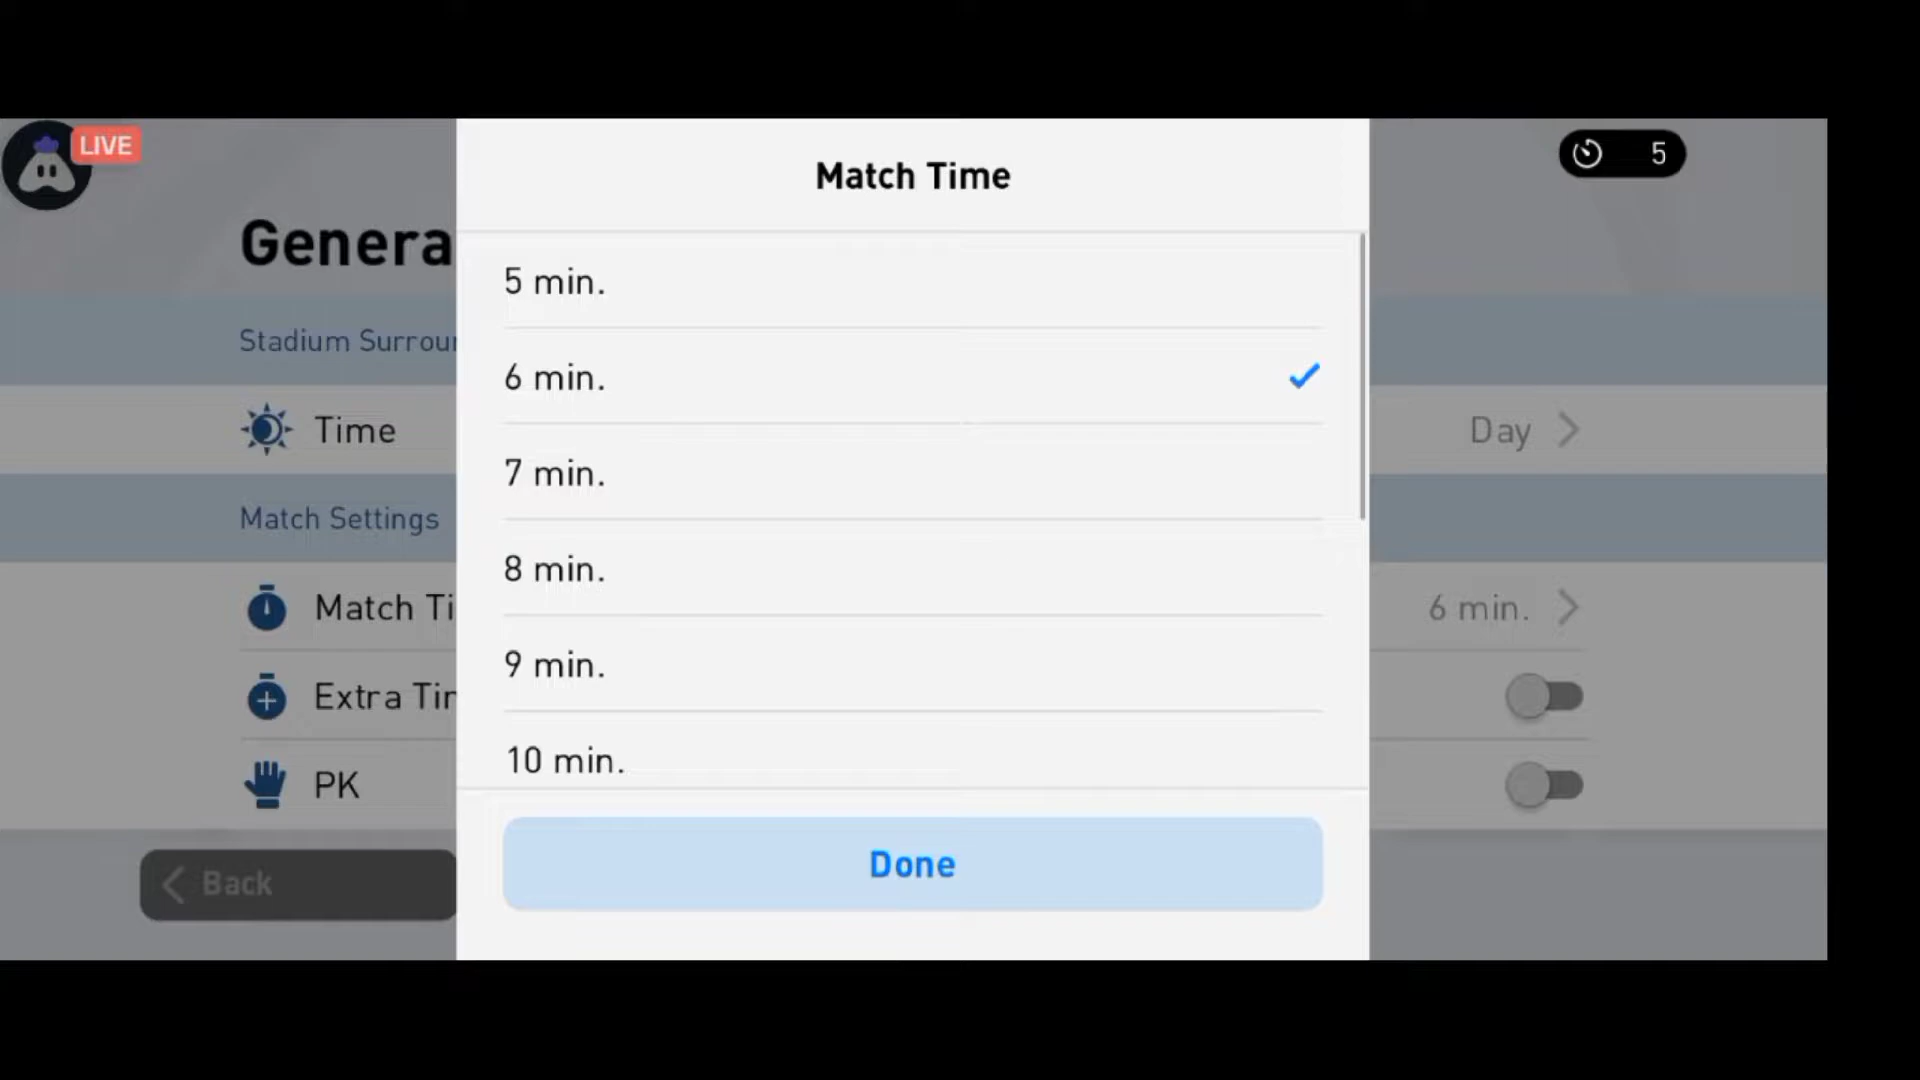 LIVE
Match Time
5
Genera
5 min.
Stadium Surrou
6 min.
Time
Day
7 min.
Match Settings
8 min.
Match Ti
6 min.
9 min.
Extra Ti
10 min.
PK
Done
Back